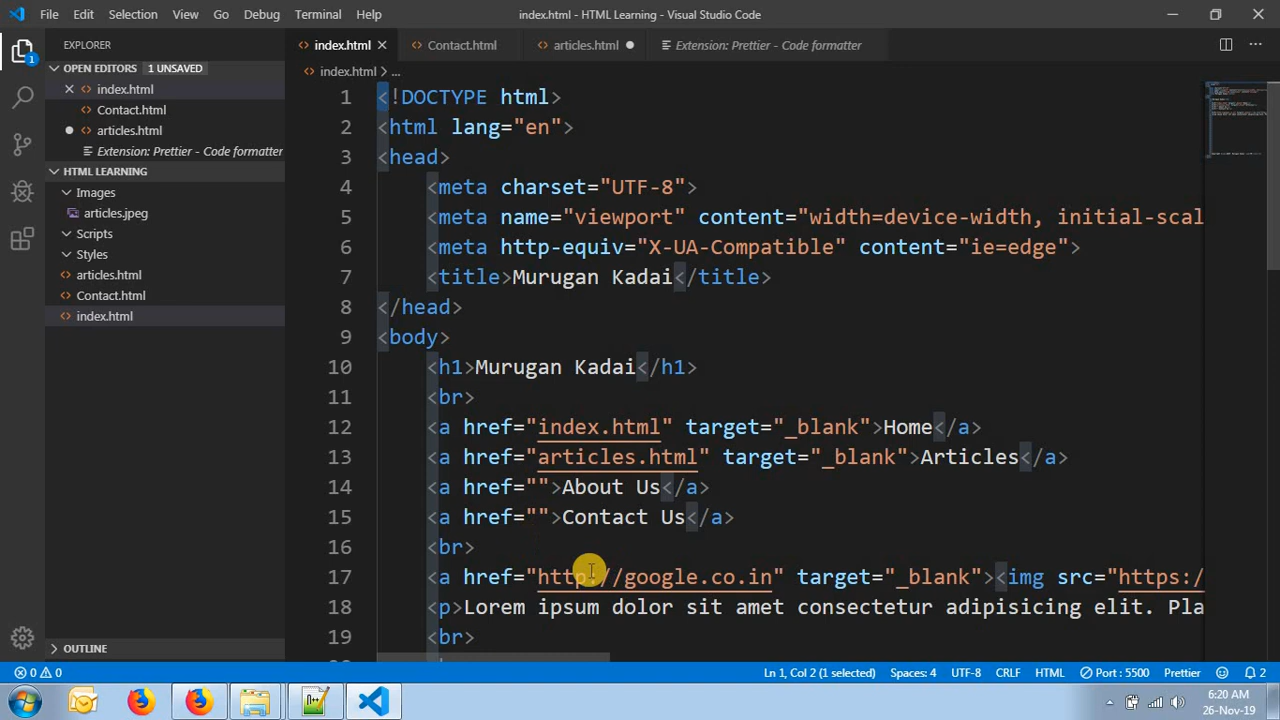 File Edit Selection View Go Debug Terminal Help index.html - HTML Learning - Visual Studio Code
EXPLORER
OPEN EDITORS 1 UNSAVED
index.html
Contact.html
articles.html
Extension: Prettier - Code formatter
HTML LEARNING
Images
articles.jpeg
Scripts
Styles
articles.html
Contact.html
index.html
OUTLINE
1
index.html Contact.html articles.html Extension: Prettier - Code formatter
index.html > ...
1 <!DOCTYPE html>
2 <html lang="en">
3 <head>
4 <meta charset="UTF-8">
5 <meta name="viewport" content="width=device-width, initial-scal
6 <meta http-equiv="X-UA-Compatible" content="ie=edge">
7 <title>Murugan Kadai</title>
8 </head>
9 <body>
10 <h1>Murugan Kadai</h1>
11 <br>
12 <a href="index.html" target="_blank">Home</a>
13 <a href="articles.html" target="_blank">Articles</a>
14 <a href="">About Us</a>
15 <a href="">Contact Us</a>
16 <br>
17 <a href="http://google.co.in" target="_blank"><img src="https:/
18 <p>Lorem ipsum dolor sit amet consectetur adipisicing elit. Pla
19 <br>
0 0 Ln 1, Col 2 (1 selected) Spaces: 4 UTF-8 CRLF HTML Port : 5500 Prettier 2
6:20 AM
26-Nov-19